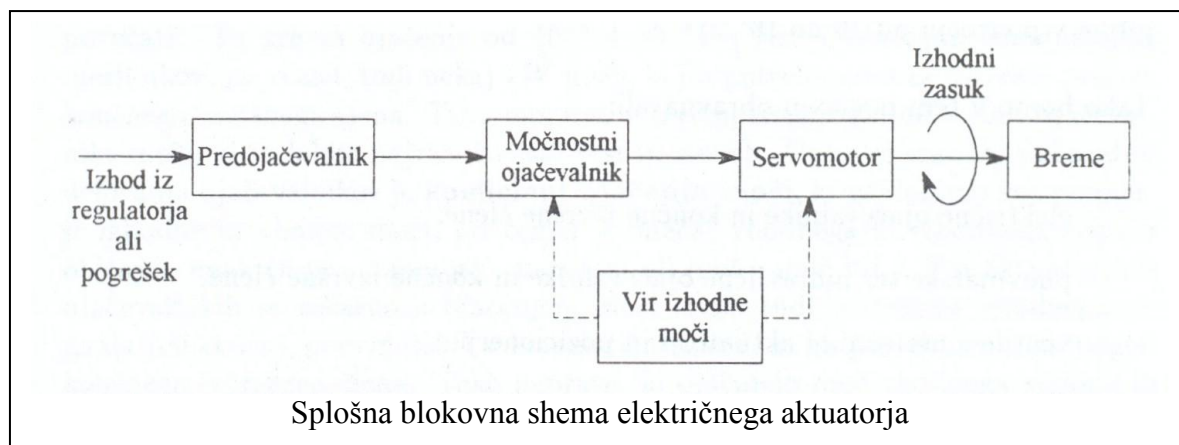 Izhodni
zasuk
Predojačevalnik
Močnostni
ojačevalnik
Servomotor
Breme
Izhod iz
regulatorja
ali
pogrešek
Vir izhodne
moči
Splošna blokovna shema električnega aktuatorja